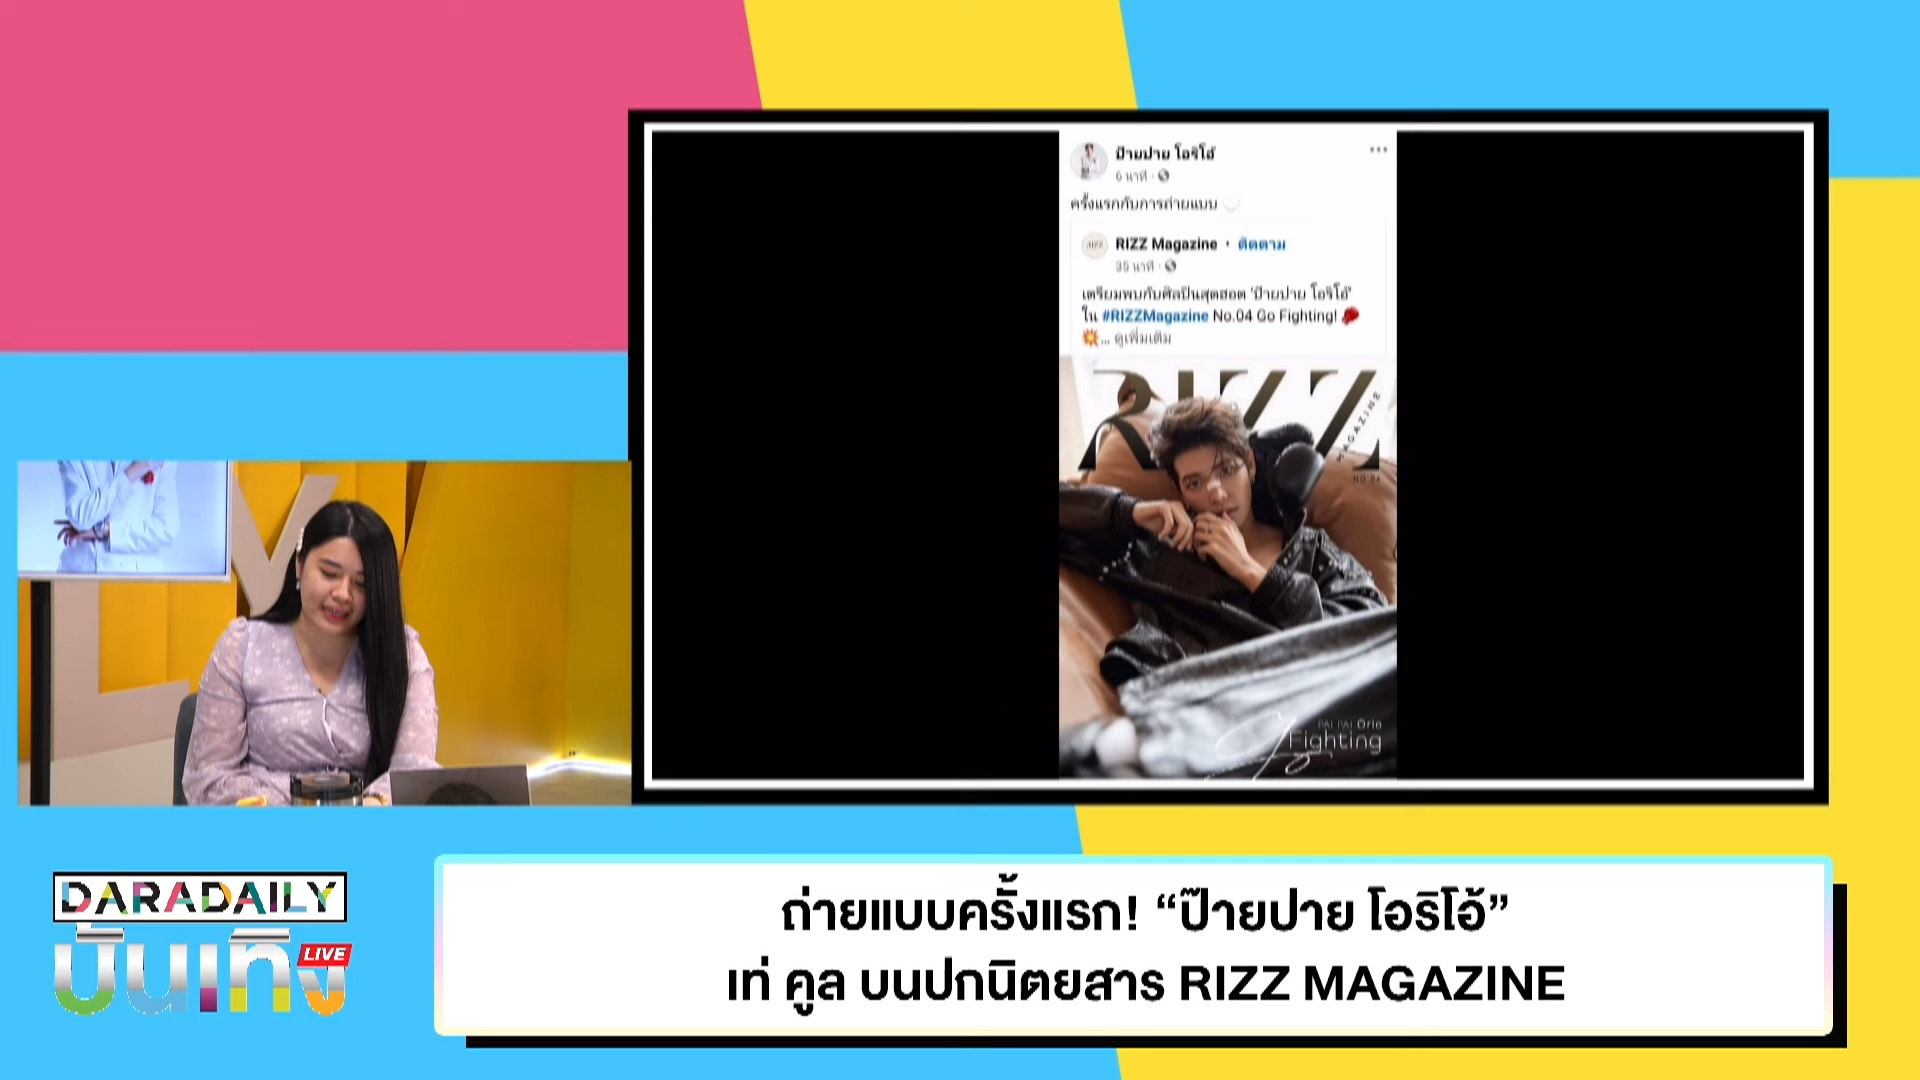 ป๊ายปาย โอริโอ้
6 นาที ·
ครั้งแรกกับการถ่ายแบบ
RIZZ
RIZZ Magazine · ติดตาม
35 นาที ·
เตรียมพบกับศิลปินสุดฮอต 'ป๊ายปาย โอริโอ้'
ใน #RIZZMagazine No.04 Go Fighting!
... ดูเพิ่มเติม
RIZZ
MAGAZINE
NO.04
PAI PAI Orio
Go
Fighting
DARADAILY
บันเทิง
LIVE
ถ่ายแบบครั้งแรก! “ป๊ายปาย โอริโอ้”
เท่ คูล บนปกนิตยสาร RIZZ MAGAZINE